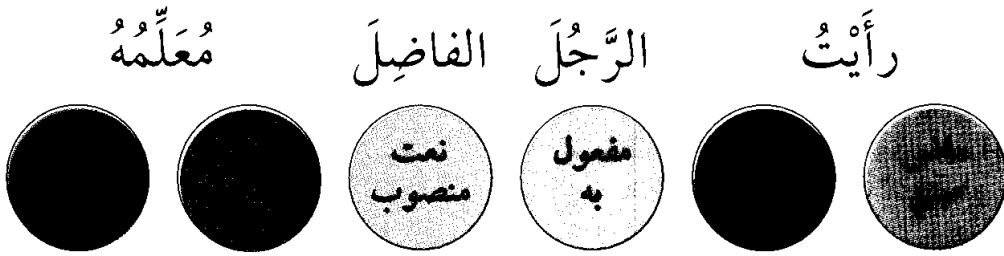 رأَيْتُ الرَّجُلَ الفاضِلَ مُعَلِّمُهُ
مفعول به
نعت منصوب